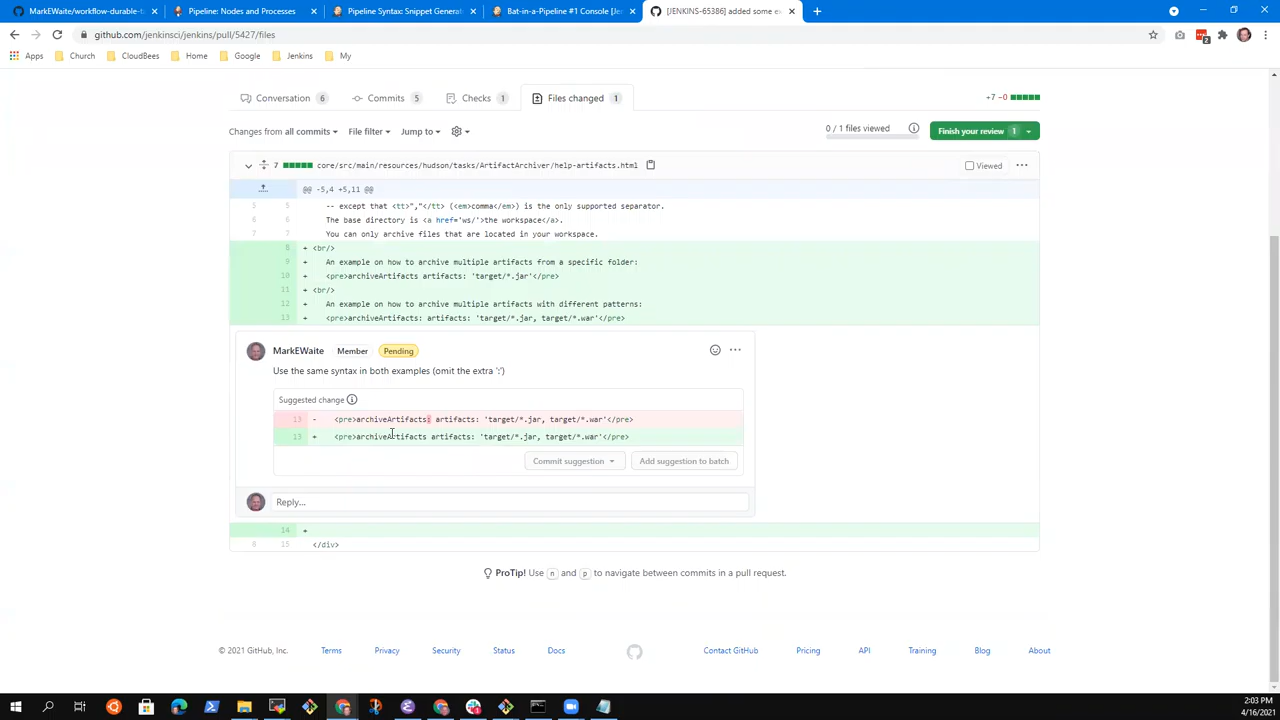 MarkEWaite/workflow-durable-t
Pipeline: Nodes and Processes
Pipeline Syntax: Snippet Generat
Bat-in-a-Pipeline #1 Console [Jen
[JENKINS-65386] added some e
github.com/jenkinsci/jenkins/pull/5427/files
Apps
Church
CloudBees
Home
Google
Jenkins
My
Conversation 6
Commits 5
Checks 1
Files changed 1
+7 −0
Changes from all commits
File filter
Jump to
0 / 1 files viewed
Finish your review 1
7 core/src/main/resources/hudson/tasks/ArtifactArchiver/help-artifacts.html
Viewed
@@ -5,4 +5,11 @@
5 5 -- except that <tt>","</tt> (<em>comma</em>) is the only supported separator.
6 6 The base directory is <a href='ws/'>the workspace</a>.
7 7 You can only archive files that are located in your workspace.
8 + <br/>
9 + An example on how to archive multiple artifacts from a specific folder:
10 + <pre>archiveArtifacts artifacts: 'target/*.jar'</pre>
11 + <br/>
12 + An example on how to archive multiple artifacts with different patterns:
13 + <pre>archiveArtifacts: artifacts: 'target/*.jar, target/*.war'</pre>
MarkEWaite Member Pending
Use the same syntax in both examples (omit the extra ':')
Suggested change
13 - <pre>archiveArtifacts: artifacts: 'target/*.jar, target/*.war'</pre>
13 + <pre>archiveArtifacts artifacts: 'target/*.jar, target/*.war'</pre>
Commit suggestion
Add suggestion to batch
Reply...
14 +
8 15 </div>
ProTip! Use n and p to navigate between commits in a pull request.
© 2021 GitHub, Inc.
Terms
Privacy
Security
Status
Docs
Contact GitHub
Pricing
API
Training
Blog
About
2:03 PM
4/16/2021